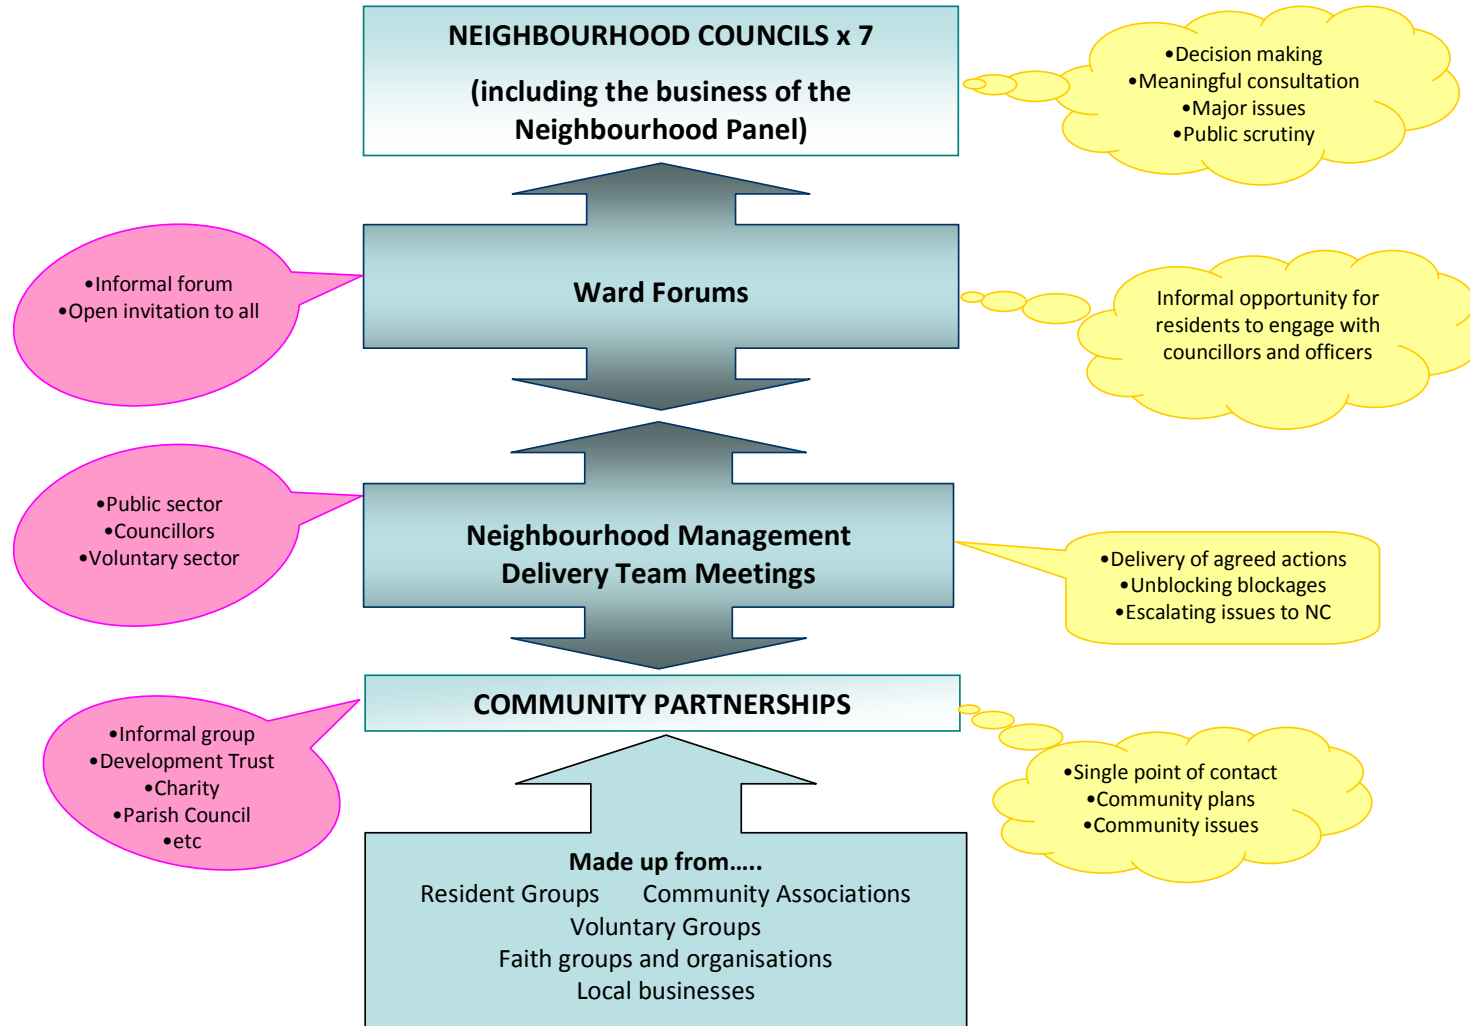 NEIGHBOURHOOD COUNCILS x 7
(including the business of the
Neighbourhood Panel)
•Decision making
•Meaningful consultation
•Major issues
•Public scrutiny
•Informal forum
•Open invitation to all
Ward Forums
Informal opportunity for
residents to engage with
councillors and officers
•Public sector
•Councillors
•Voluntary sector
Neighbourhood Management
Delivery Team Meetings
•Delivery of agreed actions
•Unblocking blockages
•Escalating issues to NC
•Informal group
•Development Trust
•Charity
•Parish Council
•etc
COMMUNITY PARTNERSHIPS
•Single point of contact
•Community plans
•Community issues
Made up from.....
Resident Groups Community Associations
Voluntary Groups
Faith groups and organisations
Local businesses